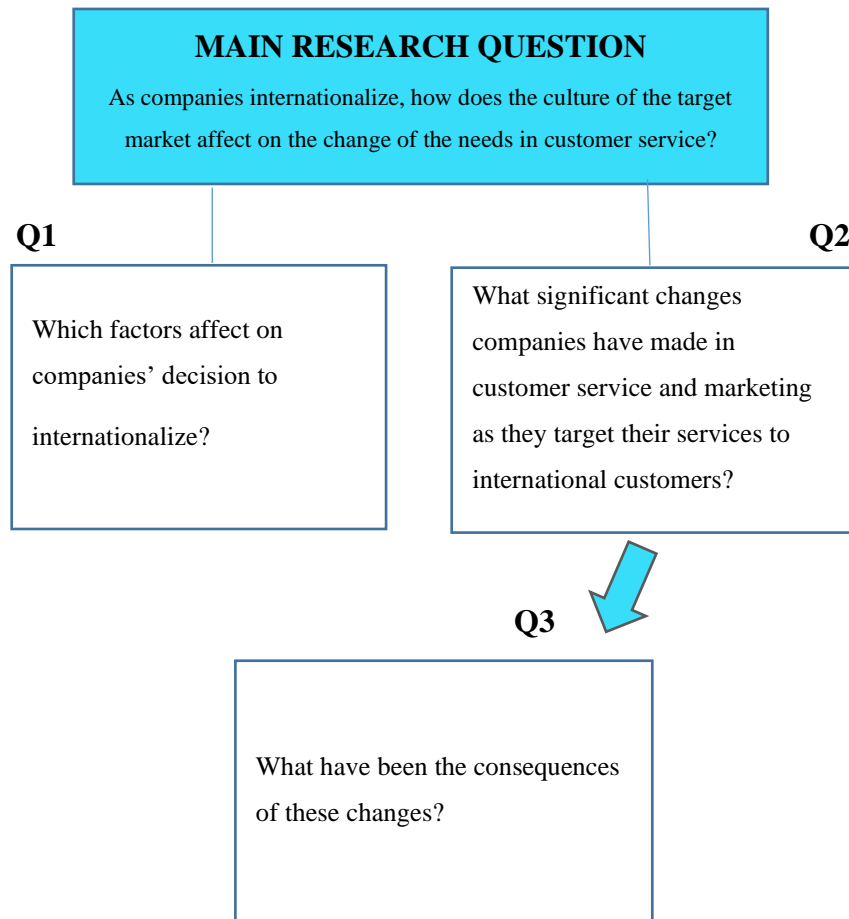 MAIN RESEARCH QUESTION
As companies internationalize, how does the culture of the target
market affect on the change of the needs in customer service?
Q1
Q2
Which factors affect on
companies’ decision to
internationalize?
What significant changes
companies have made in
customer service and marketing
as they target their services to
international customers?
Q3
What have been the consequences
of these changes?